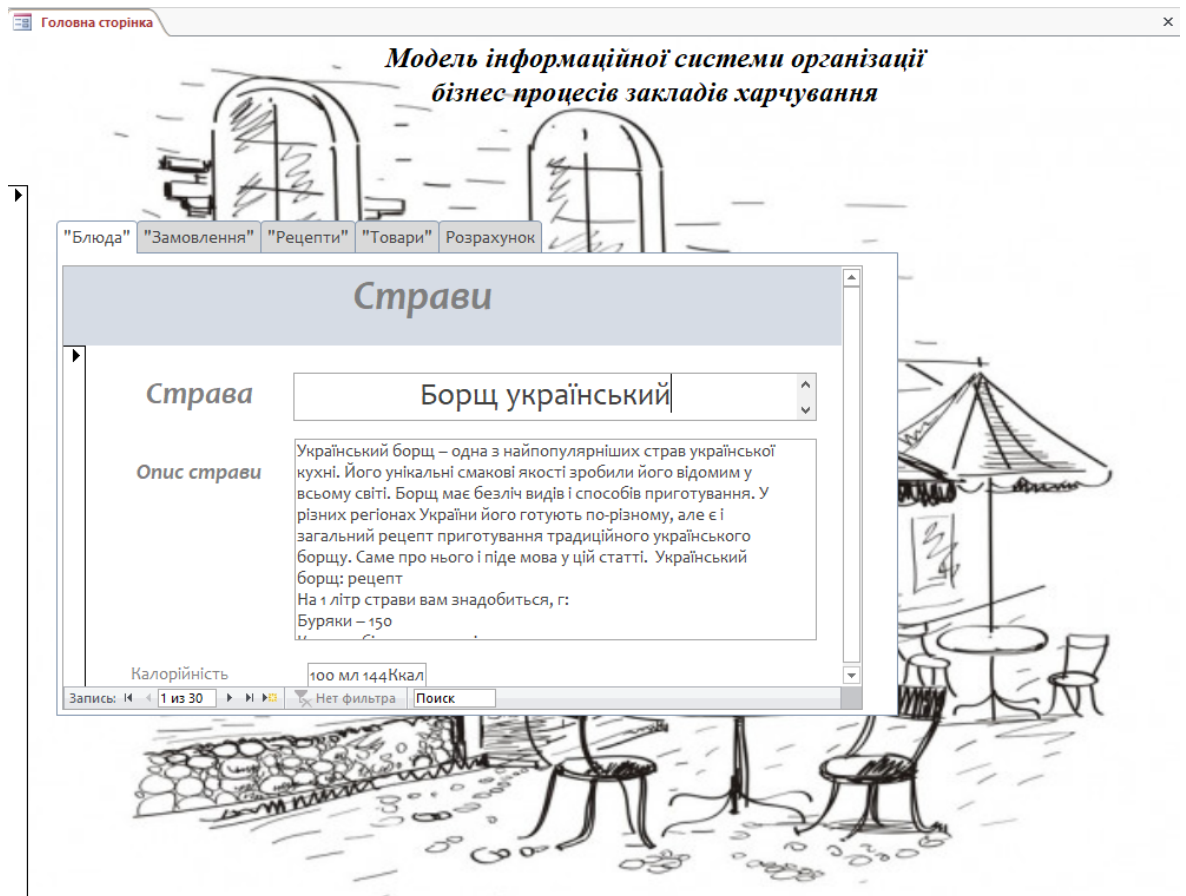 Головна сторінка
Модель інформаційної системи організації
бізнес-процесів закладів харчування
"Блюда" "Замовлення" "Рецепти" "Товари" Розрахунок
Страви
Страва Борщ український
Опис страви
Український борщ – одна з найпопулярніших страв української
кухні. Його унікальні смакові якості зробили його відомим у
всьому світі. Борщ має безліч видів і способів приготування. У
різних регіонах України його готують по-різному, але є і
загальний рецепт приготування традиційного українського
борщу. Саме про нього і піде мова у цій статті.  Український
борщ: рецепт
На 1 літр страви вам знадобиться, г:
Буряки – 150
Калорійність 100 мл 144Ккал
Запись: 1 из 30 Нет фильтра Поиск